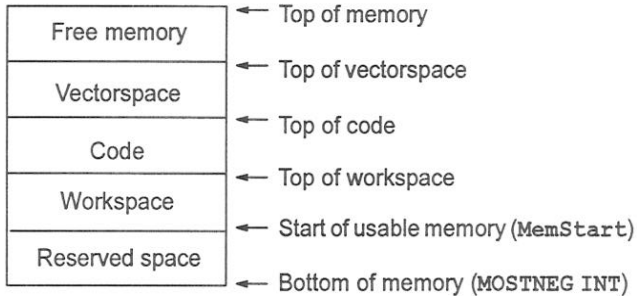 Top of memory
Free memory
Top of vectorspace
Vectorspace
Top of code
Code
Top of workspace
Workspace
Start of usable memory (MemStart)
Reserved space
Bottom of memory (MOSTNEG INT)